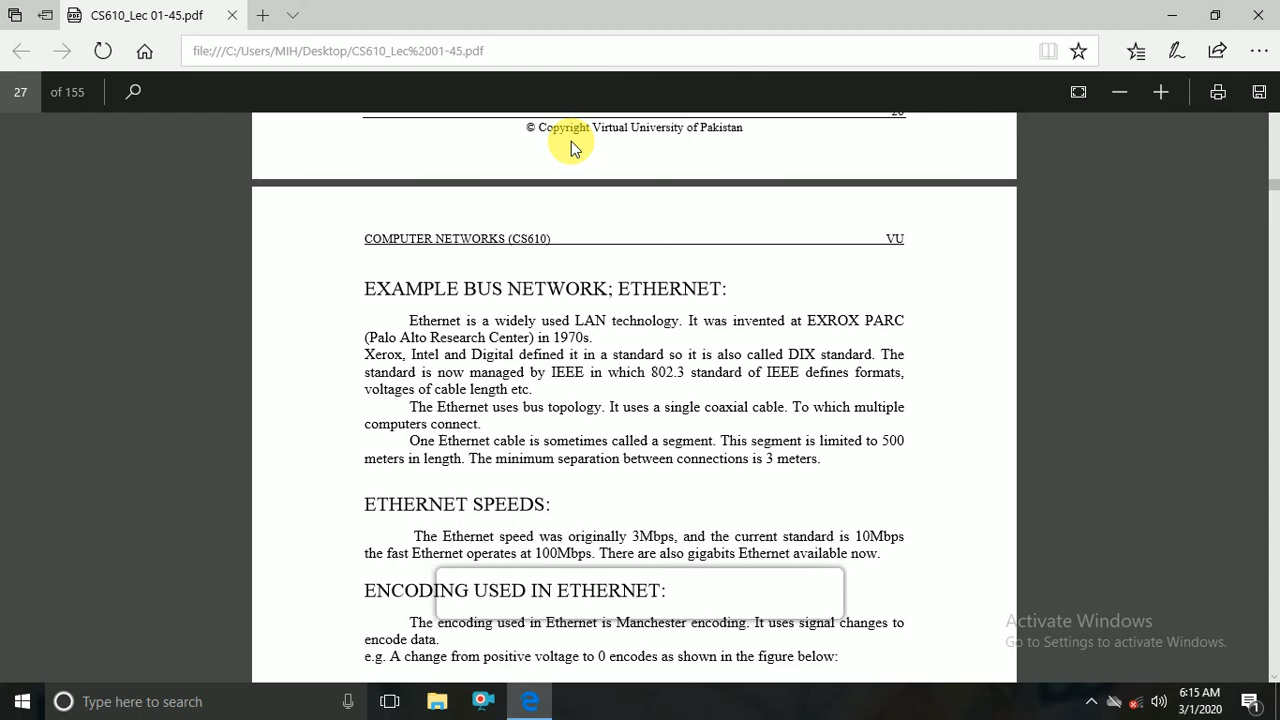 CS610_Lec 01-45.pdf
file:///C:/Users/MIH/Desktop/CS610_Lec%2001-45.pdf
27 of 155
© Copyright Virtual University of Pakistan
COMPUTER NETWORKS (CS610) VU
EXAMPLE BUS NETWORK; ETHERNET:
Ethernet is a widely used LAN technology. It was invented at EXROX PARC
(Palo Alto Research Center) in 1970s.
Xerox, Intel and Digital defined it in a standard so it is also called DIX standard. The
standard is now managed by IEEE in which 802.3 standard of IEEE defines formats,
voltages of cable length etc.
The Ethernet uses bus topology. It uses a single coaxial cable. To which multiple
computers connect.
One Ethernet cable is sometimes called a segment. This segment is limited to 500
meters in length. The minimum separation between connections is 3 meters.
ETHERNET SPEEDS:
The Ethernet speed was originally 3Mbps, and the current standard is 10Mbps
the fast Ethernet operates at 100Mbps. There are also gigabits Ethernet available now.
ENCODING USED IN ETHERNET:
The encoding used in Ethernet is Manchester encoding. It uses signal changes to
encode data.
e.g. A change from positive voltage to 0 encodes as shown in the figure below:
Activate Windows
Go to Settings to activate Windows.
Type here to search
6:15 AM
3/1/2020
1